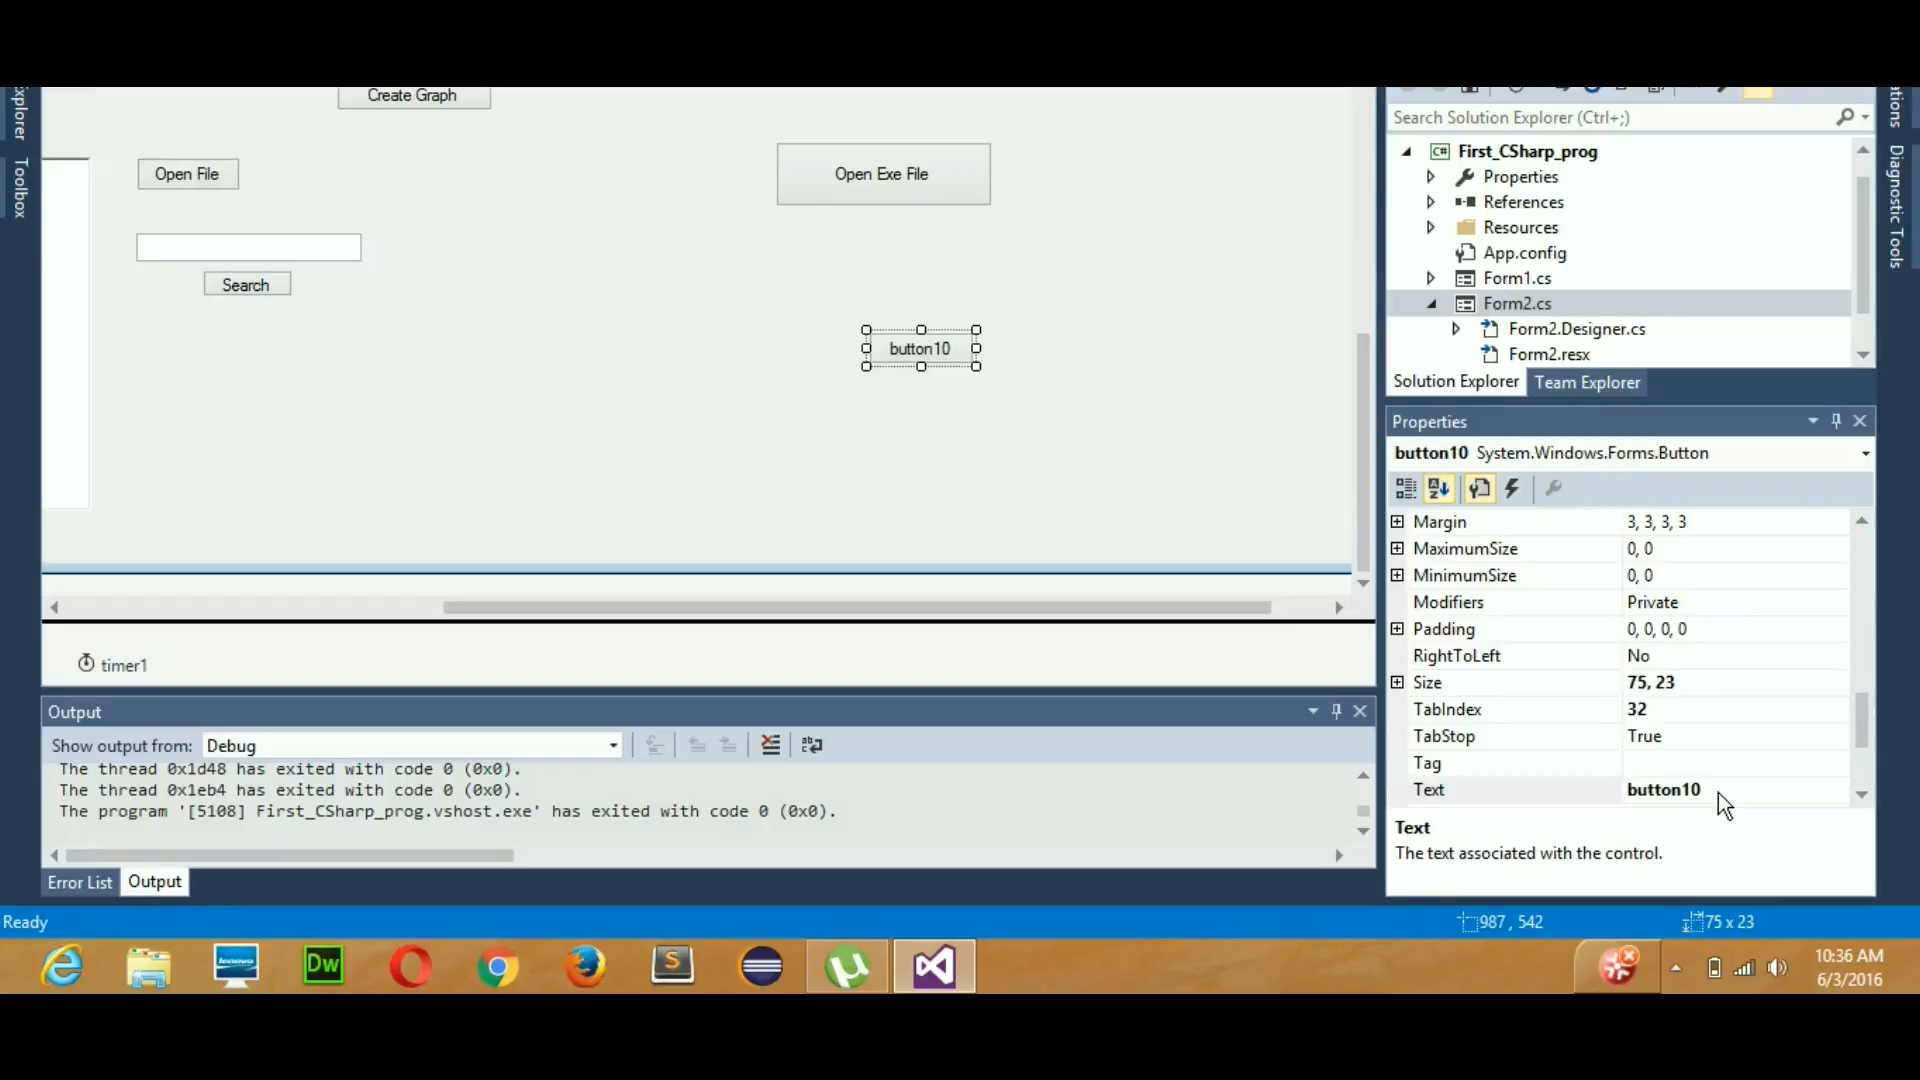 Create Graph
Open File
Open Exe File
Search
button10
timer1
Output
Show output from: Debug
The thread 0x1d48 has exited with code 0 (0x0).
The thread 0x1eb4 has exited with code 0 (0x0).
The program '[5108] First_CSharp_prog.vshost.exe' has exited with code 0 (0x0).
Error List Output
Toolbox
Search Solution Explorer (Ctrl+;)
C# First_CSharp_prog
Properties
References
Resources
App.config
Form1.cs
Form2.cs
Form2.Designer.cs
Form2.resx
Solution Explorer Team Explorer
Diagnostic Tools
Properties
button10 System.Windows.Forms.Button
Margin 3, 3, 3, 3
MaximumSize 0, 0
MinimumSize 0, 0
Modifiers Private
Padding 0, 0, 0, 0
RightToLeft No
Size 75, 23
TabIndex 32
TabStop True
Tag
Text button10
Text
The text associated with the control.
Ready 987 , 542 75 x 23
lenovo Dw S
10:36 AM
6/3/2016